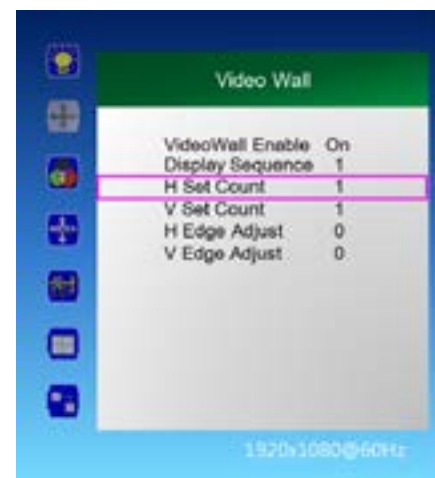 Video Wall
VideoWall Enable On
Display Sequence 1
H Set Count 1
V Set Count 1
H Edge Adjust 0
V Edge Adjust 0
1920x1080@60Hz